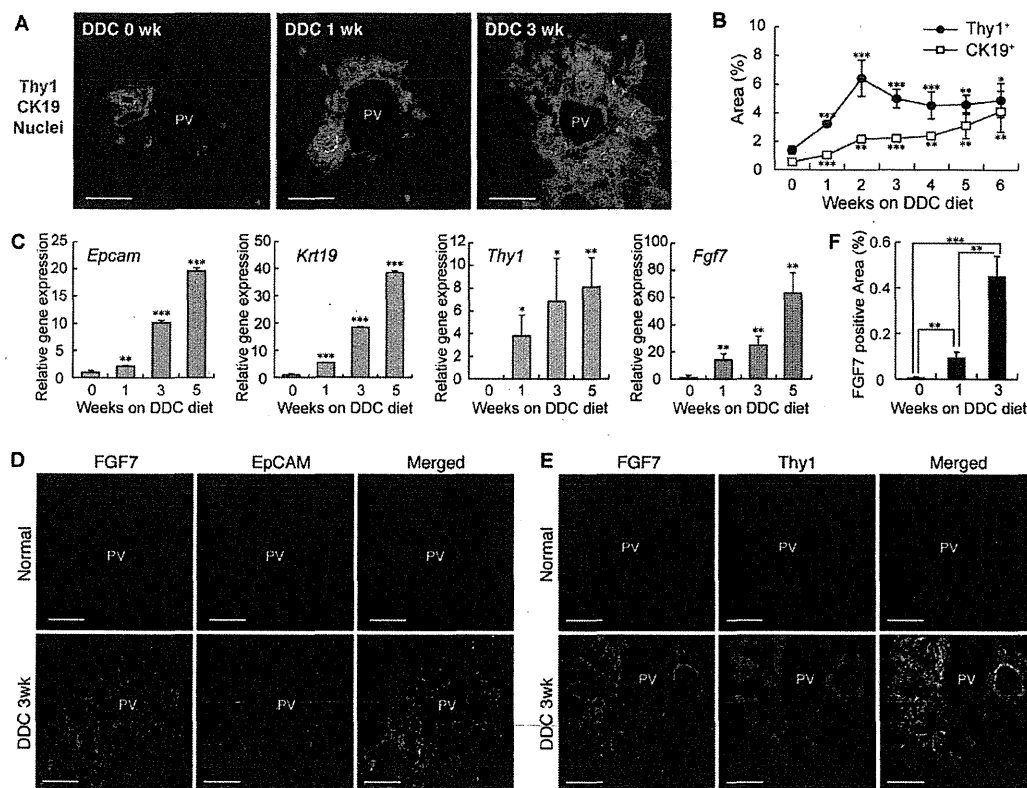 A
DDC 0 wk
DDC 1 wk
DDC 3 wk
Thy1
CK19
Nuclei
PV
PV
PV
B
Thy1⁺
CK19⁺
Area (%)
10
8
6
4
2
0
***
***
***
***
**
*
***
**
***
**
**
**
0 1 2 3 4 5 6
Weeks on DDC diet
C
Epcam
Relative gene expression
25
20
15
10
5
0
**
***
***
0 1 3 5
Weeks on DDC diet
Krt19
Relative gene expression
50
40
30
20
10
0
***
***
***
0 1 3 5
Weeks on DDC diet
Thy1
Relative gene expression
12
10
8
6
4
2
0
*
*
**
0 1 3 5
Weeks on DDC diet
Fgf7
Relative gene expression
100
80
60
40
20
0
**
**
**
0 1 3 5
Weeks on DDC diet
F
FGF7 positive Area (%)
0.6
0.4
0.2
0
***
**
**
0 1 3
Weeks on DDC diet
D
FGF7 EpCAM Merged
Normal
PV PV PV
DDC 3wk
PV PV PV
E
FGF7 Thy1 Merged
Normal
PV PV PV
DDC 3wk
PV PV PV